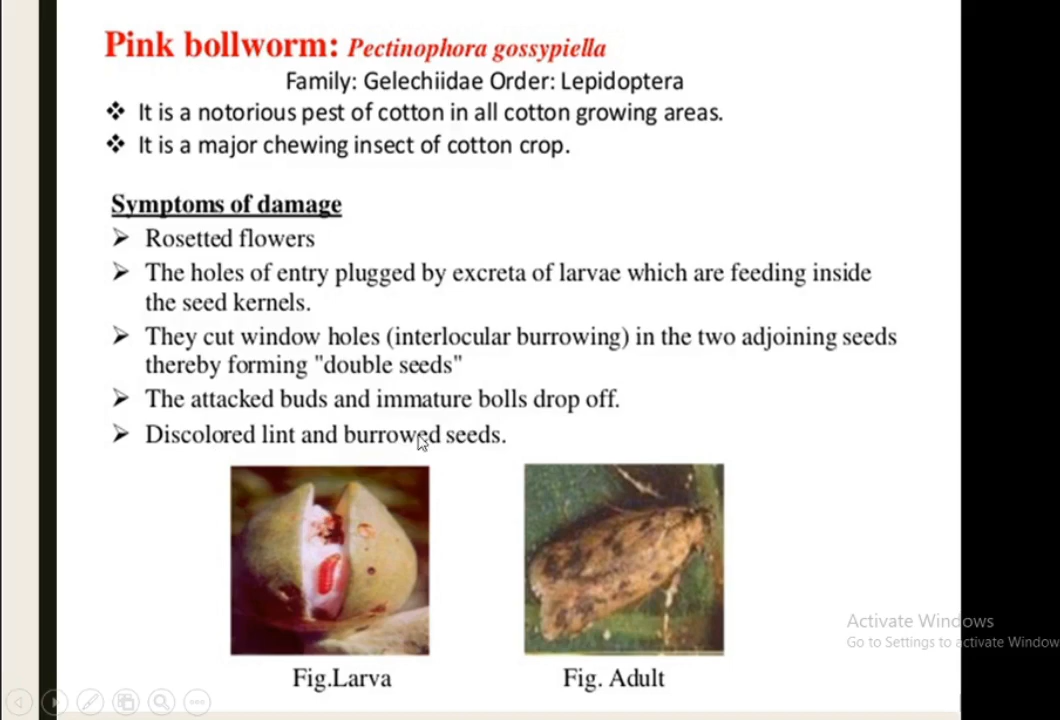 Pink bollworm: Pectinophora gossypiella
Family: Gelechiidae Order: Lepidoptera
❖ It is a notorious pest of cotton in all cotton growing areas.
❖ It is a major chewing insect of cotton crop.
Symptoms of damage
➢ Rosetted flowers
➢ The holes of entry plugged by excreta of larvae which are feeding inside
the seed kernels.
➢ They cut window holes (interlocular burrowing) in the two adjoining seeds
thereby forming "double seeds"
➢ The attacked buds and immature bolls drop off.
➢ Discolored lint and burrowed seeds.
Fig.Larva
Fig. Adult
Activate Windows
Go to Settings to activate Window